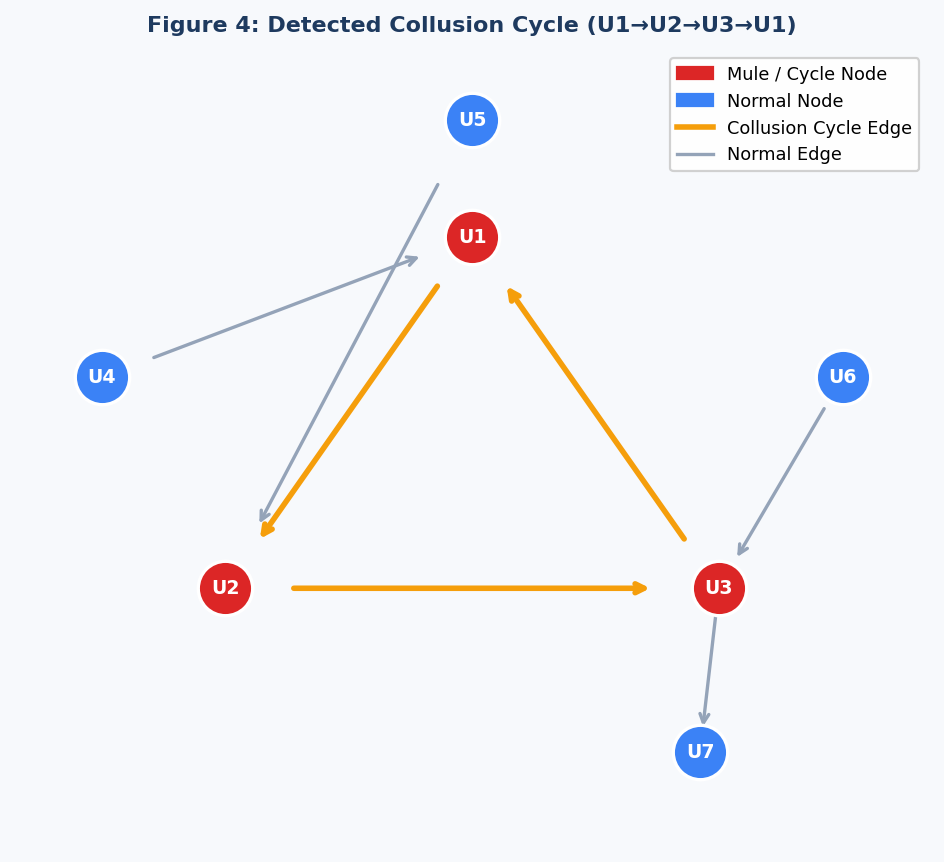 Figure 4: Detected Collusion Cycle (U1→U2→U3→U1)
Mule / Cycle Node
Normal Node
Collusion Cycle Edge
Normal Edge
U5
U1
U4
U6
U2
U3
U7